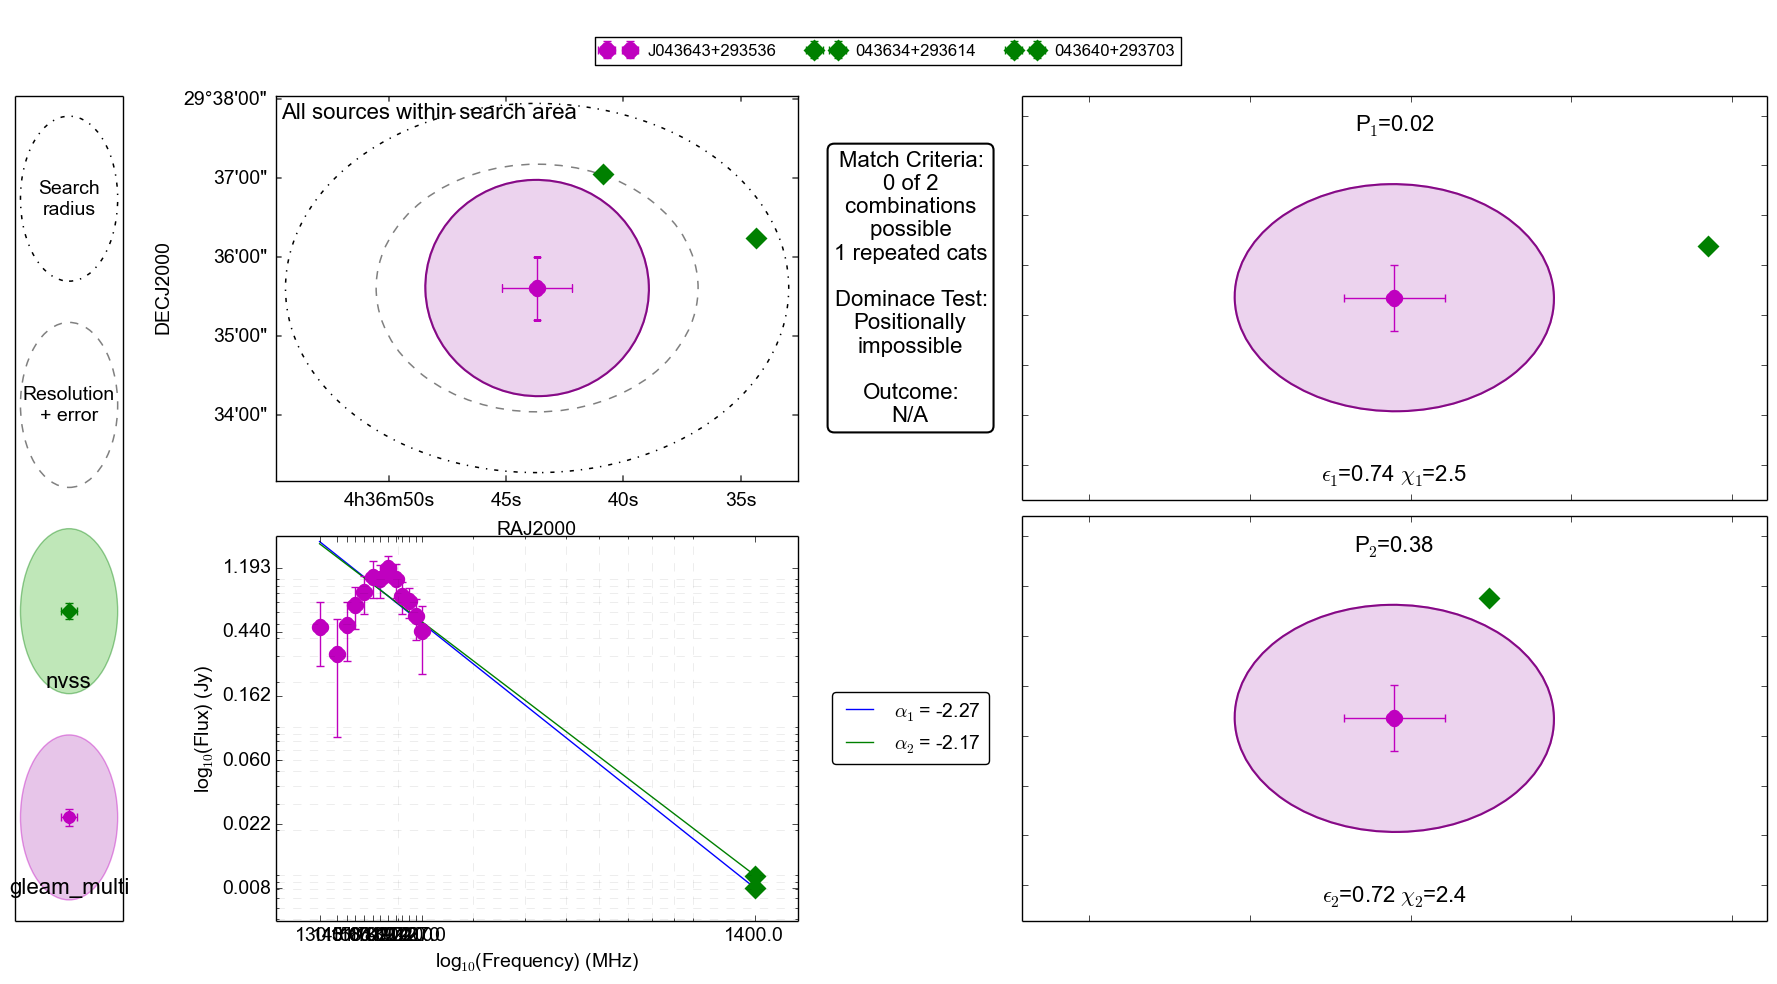 J043643+293536
043634+293614
043640+293703
Search
radius
Resolution
+ error
nvss
gleam_multi
All sources within search area
29°38'00"
37'00"
36'00"
35'00"
34'00"
DECJ2000
4h36m50s
45s
40s
35s
RAJ2000
Match Criteria:
0 of 2
combinations
possible
1 repeated cats
Dominace Test:
Positionally
impossible
Outcome:
N/A
P1=0.02
ϵ1=0.74 χ1=2.5
P2=0.38
ϵ2=0.72 χ2=2.4
1.193
0.440
0.162
0.060
0.022
0.008
log10(Flux) (Jy)
1400.0
log10(Frequency) (MHz)
α1 = -2.27
α2 = -2.17